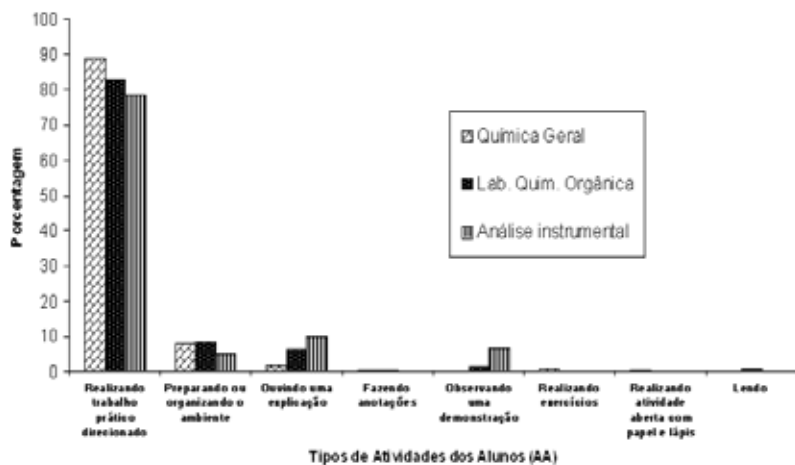 100
90
80
70
60
50
40
30
20
10
0
Porcentagem
Química Geral
Lab. Quim. Orgânica
Análise instrumental
Realizando
trabalho
prático
direcionado
Preparando ou
organizando o
ambiente
Ouvindo uma
explicação
Fazendo
anotações
Observando
uma
demonstração
Realizando
exercícios
Realizando
atividade
aberta com
papel e lápis
Lendo
Tipos de Atividades dos Alunos (AA)